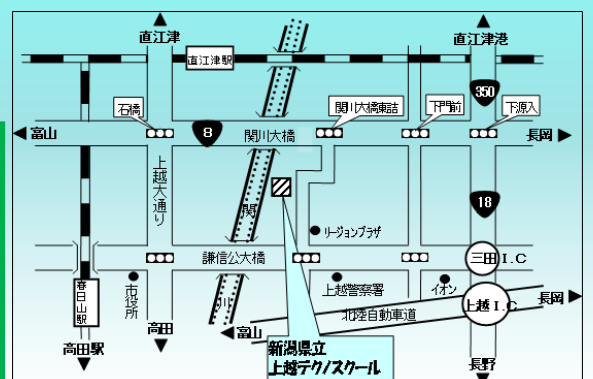 直江津
直江津港
直江津駅
350
石橋
関川大橋東詰
下門前
下源入
富山
8
関川大橋
長岡
上越大通り
関
18
リージョンプラザ
謙信公大橋
三田I.C
春日山駅
市役所
川
上越警察署
イオン
上越I.C
長岡
北陸自動車道
高田
富山
高田駅
新潟県立
上越テクノスクール
長野